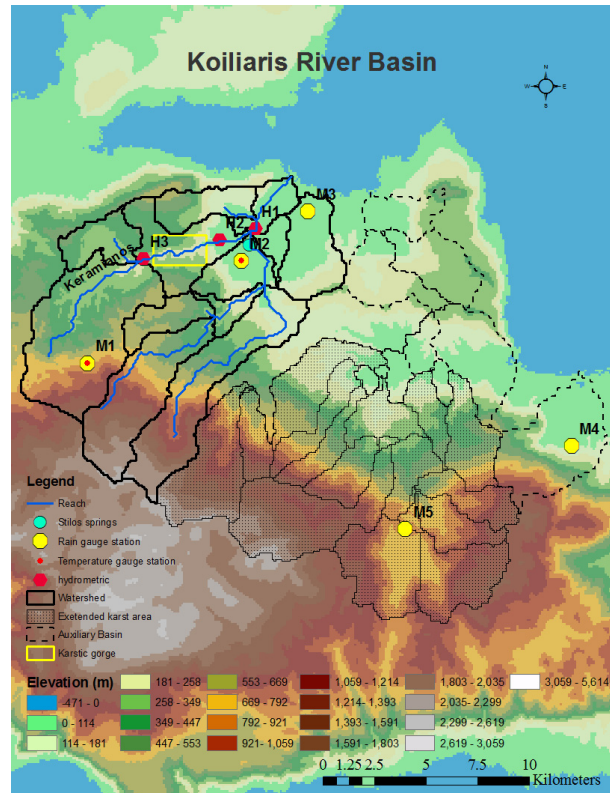 Koiliaris River Basin
N
W E
S
M3
H1
H2
M2
H3
Keramianos
M1
M4
M5
Legend
Reach
Stilos springs
Rain gauge station
Temperature gauge station
hydrometric
Watershed
Exetended karst area
Auxiliary Basin
Karstic gorge
Elevation (m)
-471 - 0
0 - 114
114 - 181
181 - 258
258 - 349
349 - 447
447 - 553
553 - 669
669 - 792
792 - 921
921 - 1,059
1,059 - 1,214
1,214 - 1,393
1,393 - 1,591
1,591 - 1,803
1,803 - 2,035
2,035 - 2,299
2,299 - 2,619
2,619 - 3,059
3,059 - 5,614
0 1.25 2.5 5 7.5 10
Kilometers